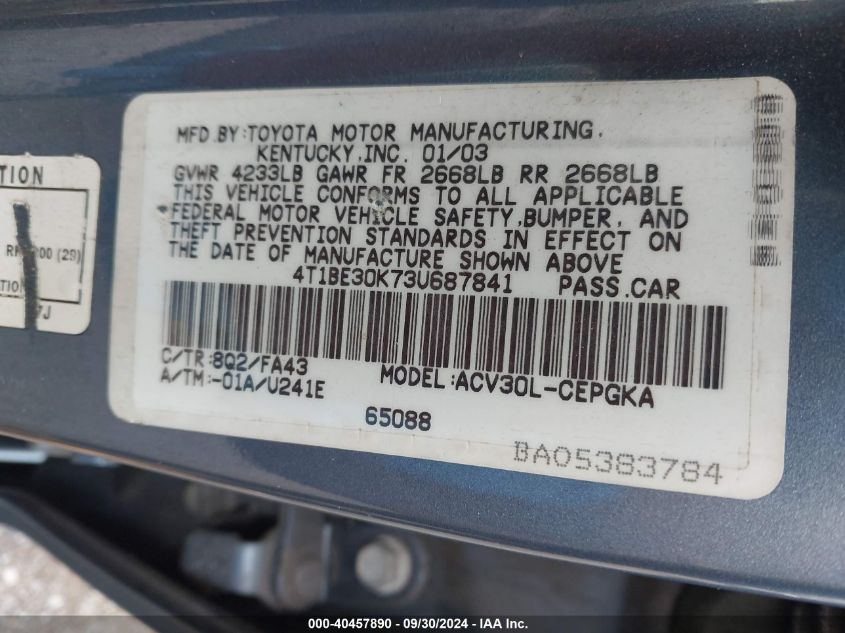 MFD.BY:TOYOTA MOTOR MANUFACTURING,
KENTUCKY,INC. 01/03
GVWR 4233LB GAWR FR 2668LB RR 2668LB
THIS VEHICLE CONFORMS TO ALL APPLICABLE
FEDERAL MOTOR VEHICLE SAFETY,BUMPER, AND
THEFT PREVENTION STANDARDS IN EFFECT ON
THE DATE OF MANUFACTURE SHOWN ABOVE
4T1BE30K73U687841 PASS.CAR
C/TR:8Q2/FA43
A/TM:-01A/U241E
MODEL:ACV30L-CEPGKA
65088
BA05383784
(29)
000-40457890 - 09/30/2024 - IAA, Inc.